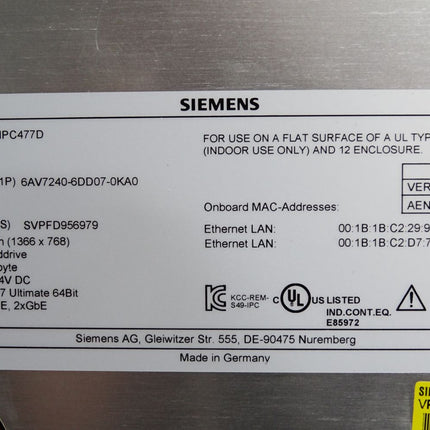 SIEMENS
IPC477D
FOR USE ON A FLAT SURFACE OF A UL TYP
(INDOOR USE ONLY) AND 12 ENCLOSURE.
1P) 6AV7240-6DD07-0KA0
VER
Onboard MAC-Addresses:
AEN
S) SVPFD956979
Ethernet LAN: 00:1B:1B:C2:29:9
(1366 x 768)
Ethernet LAN: 00:1B:1B:C2:D7:7
ddrive
byte
4V DC
7 Ultimate 64Bit
E, 2xGbE
KCC-REM-
S49-IPC
C UL US LISTED
IND.CONT.EQ.
E85972
Siemens AG, Gleiwitzer Str. 555, DE-90475 Nuremberg
Made in Germany
SIE